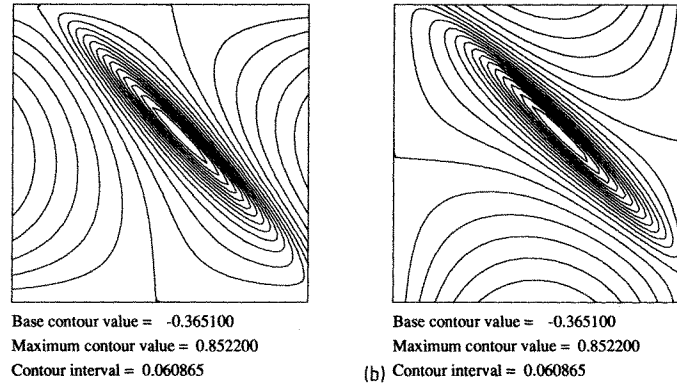 Base contour value = -0.365100
Maximum contour value = 0.852200
Contour interval = 0.060865
(b)
Base contour value = -0.365100
Maximum contour value = 0.852200
Contour interval = 0.060865